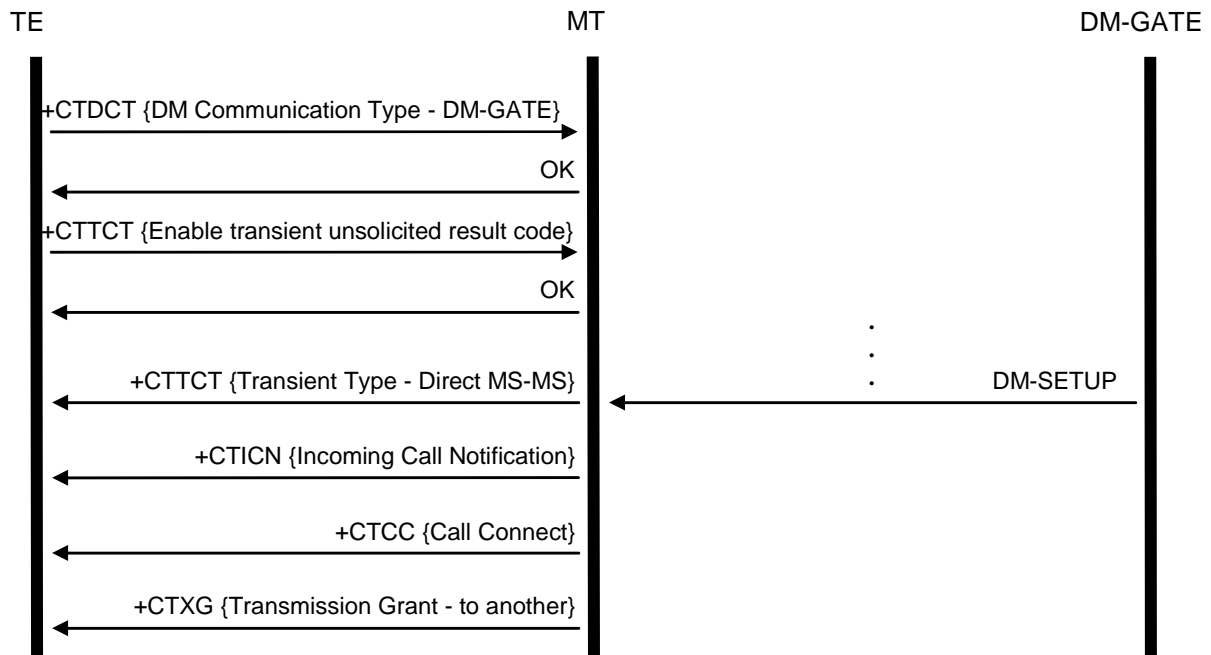 TE MT DM-GATE
+CTDCT {DM Communication Type - DM-GATE}
OK
+CTTCT {Enable transient unsolicited result code}
OK
+CTTCT {Transient Type - Direct MS-MS} DM-SETUP
+CTICN {Incoming Call Notification}
+CTCC {Call Connect}
+CTXG {Transmission Grant - to another}